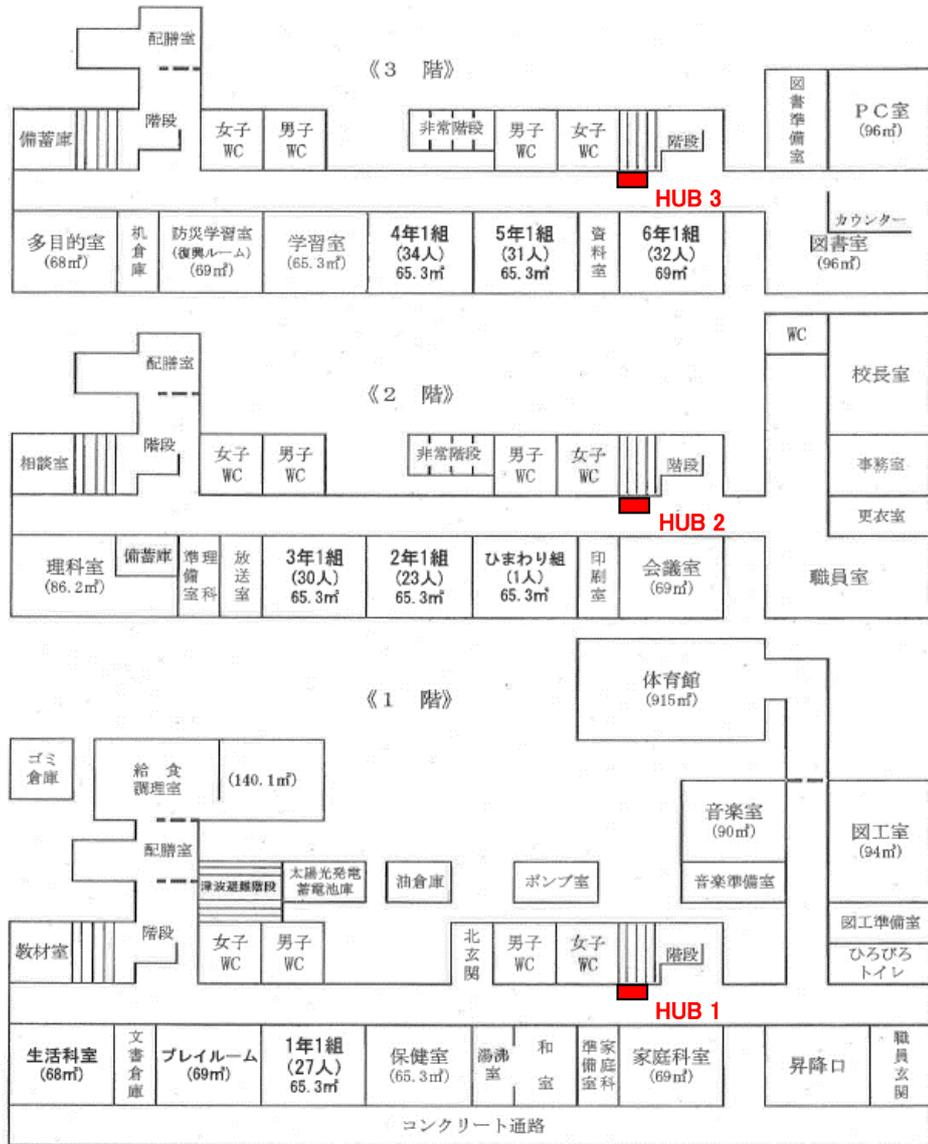 配膳室
《3 階》
図書準備室
PC室
(96㎡)
備蓄庫
階段
女子
WC
男子
WC
非常階段
男子
WC
女子
WC
階段
HUB 3
カウンター
図書室
(96㎡)
多目的室
(68㎡)
机倉庫
防災学習室
(復興ルーム)
(69㎡)
学習室
(65.3㎡)
4年1組
(34人)
65.3㎡
5年1組
(31人)
65.3㎡
資料室
6年1組
(32人)
69㎡
配膳室
《2 階》
WC
校長室
相談室
階段
女子
WC
男子
WC
非常階段
男子
WC
女子
WC
階段
事務室
HUB 2
更衣室
理科室
(86.2㎡)
備蓄庫
理科
準備室
放送室
3年1組
(30人)
65.3㎡
2年1組
(23人)
65.3㎡
ひまわり組
(1人)
65.3㎡
印刷室
会議室
(69㎡)
職員室
《1 階》
体育館
(915㎡)
ゴミ
倉庫
給食
調理室
(140.1㎡)
音楽室
(90㎡)
図工室
(94㎡)
配膳室
津波避難階段
太陽光発電
蓄電池庫
油倉庫
ポンプ室
音楽準備室
図工準備室
教材室
階段
女子
WC
男子
WC
北玄関
男子
WC
女子
WC
階段
ひろびろ
トイレ
HUB 1
生活科室
(68㎡)
文書倉庫
プレイルーム
(69㎡)
1年1組
(27人)
65.3㎡
保健室
(65.3㎡)
湯沸室
和室
家庭科
準備室
家庭科室
(69㎡)
昇降口
職員玄関
コンクリート通路